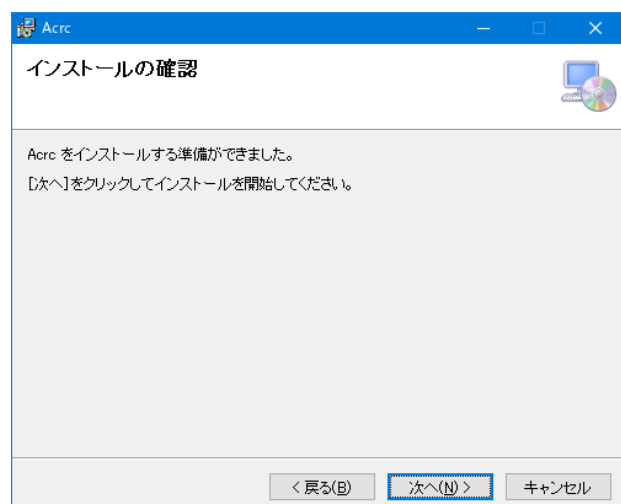 Acrc
インストールの確認
Acrc をインストールする準備ができました。
[次へ]をクリックしてインストールを開始してください。
< 戻る(B)
次へ(N) >
キャンセル